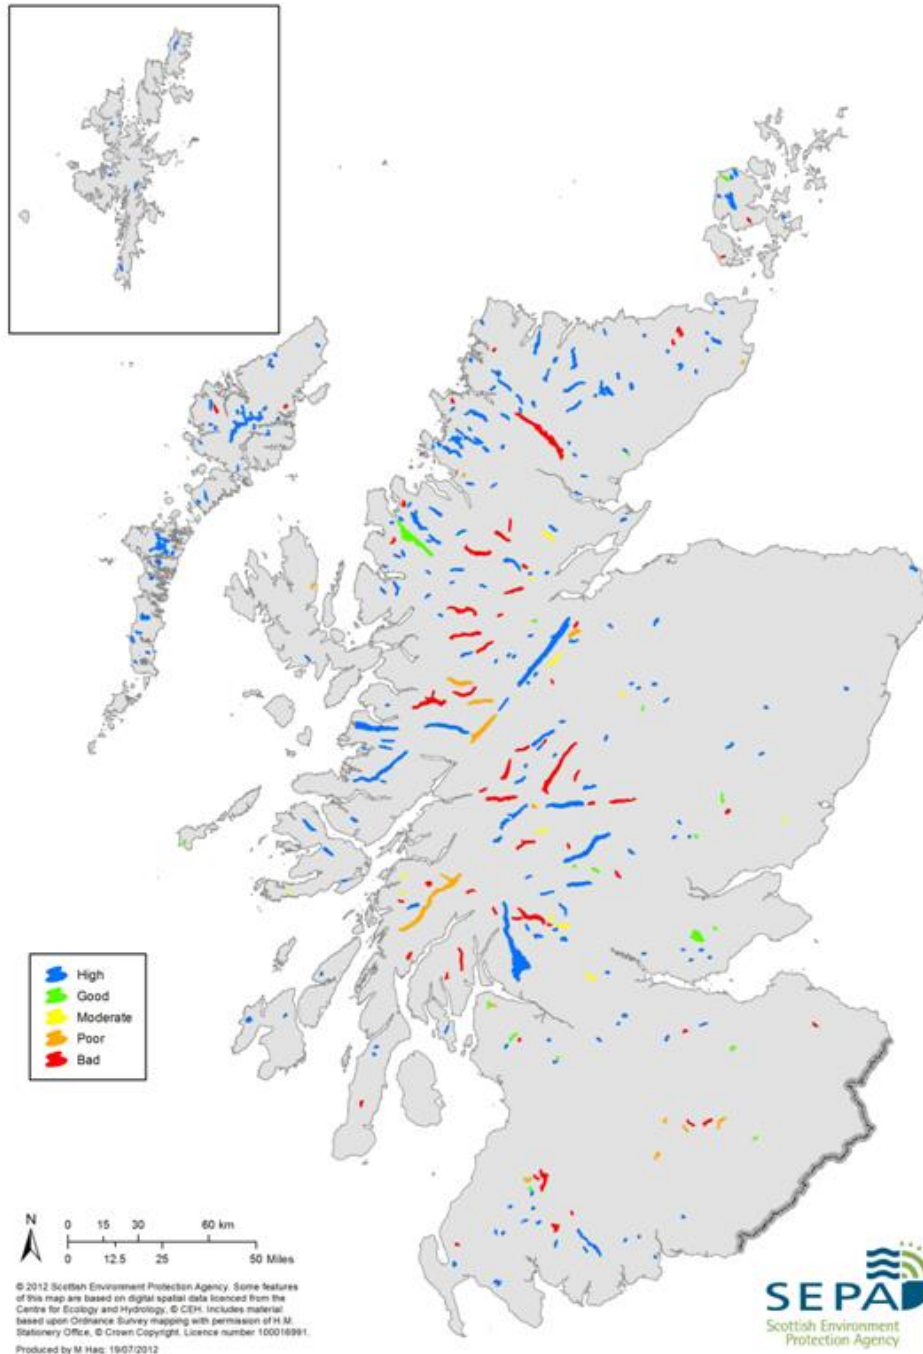 High
Good
Moderate
Poor
Bad
N
0 15 30 60 km
0 12.5 25 50 Miles
© 2012 Scottish Environment Protection Agency. Some features
of this map are based on digital spatial data licenced from the
Centre for Ecology and Hydrology, © CEH. Includes material
based upon Ordnance Survey mapping with permission of H.M.
Stationery Office, © Crown Copyright. Licence number 100016991.
Produced by M Haq: 19/07/2012
SEPA
Scottish Environment
Protection Agency